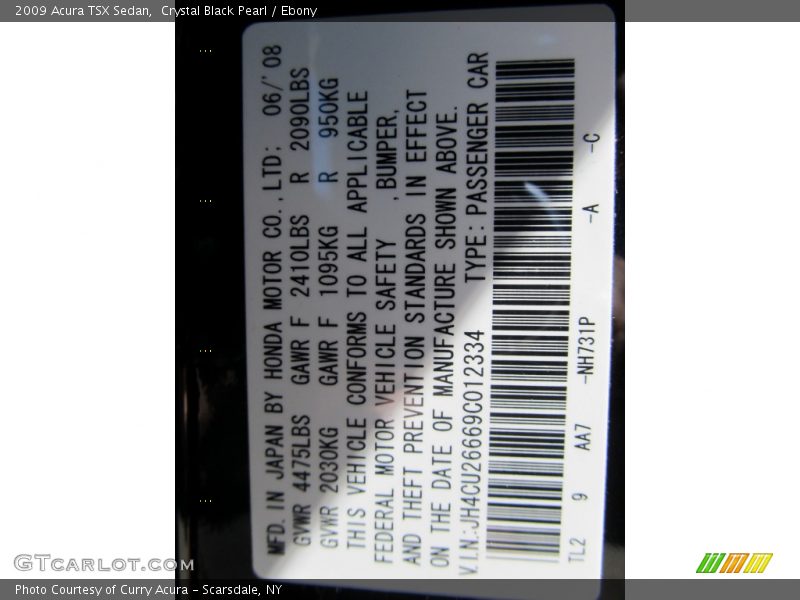 2009 Acura TSX Sedan,  Crystal Black Pearl / Ebony
MFD. IN JAPAN BY HONDA MOTOR CO., LTD; 06/'08
GVWR 4475LBS GAWR F 2410LBS R 2090LBS
GVWR 2030KG GAWR F 1095KG R 950KG
THIS VEHICLE CONFORMS TO ALL APPLICABLE
FEDERAL MOTOR VEHICLE SAFETY ,BUMPER,
AND THEFT PREVENTION STANDARDS IN EFFECT
ON THE DATE OF MANUFACTURE SHOWN ABOVE.
V.I.N:JH4CU26669C012334 TYPE: PASSENGER CAR
TL2 9 AA7 -NH731P -A -C
GTCARLOT.COM
Photo Courtesy of Curry Acura - Scarsdale, NY